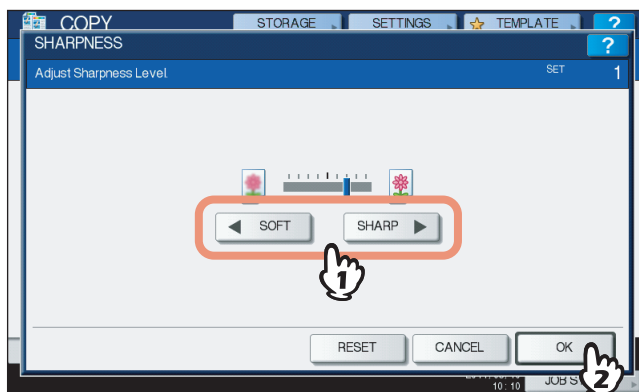 COPY STORAGE SETTINGS TEMPLATE ?
SHARPNESS ?
Adjust Sharpness Level. SET 1
SOFT SHARP
1
RESET CANCEL OK
10:10 JOB S
2